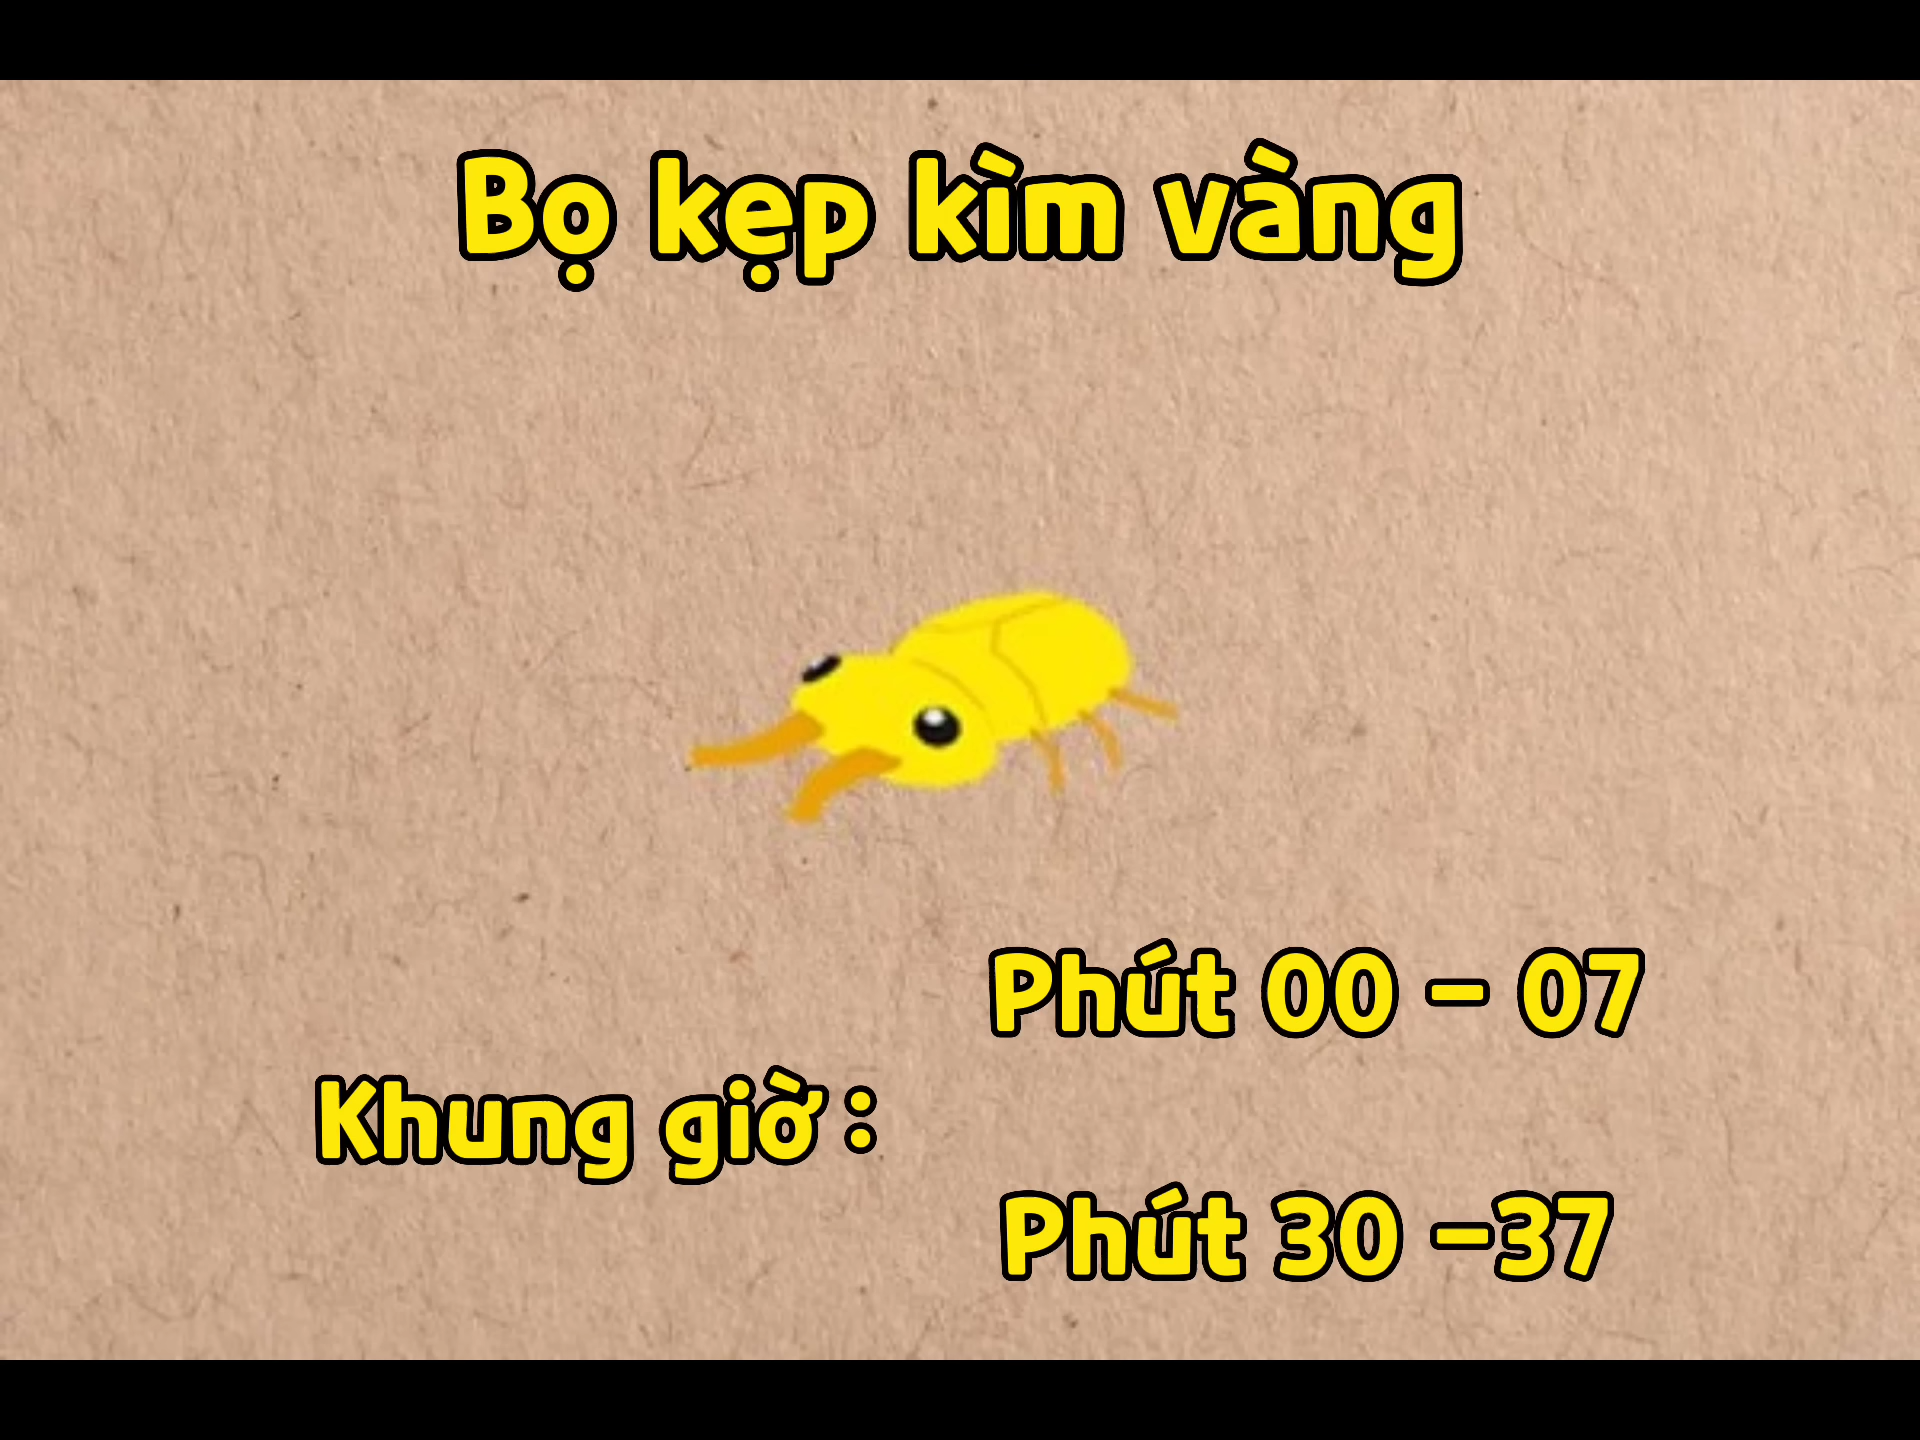 Bọ kẹp kìm vàng
Phút 00 - 07
Khung giờ :
Phút 30 -37